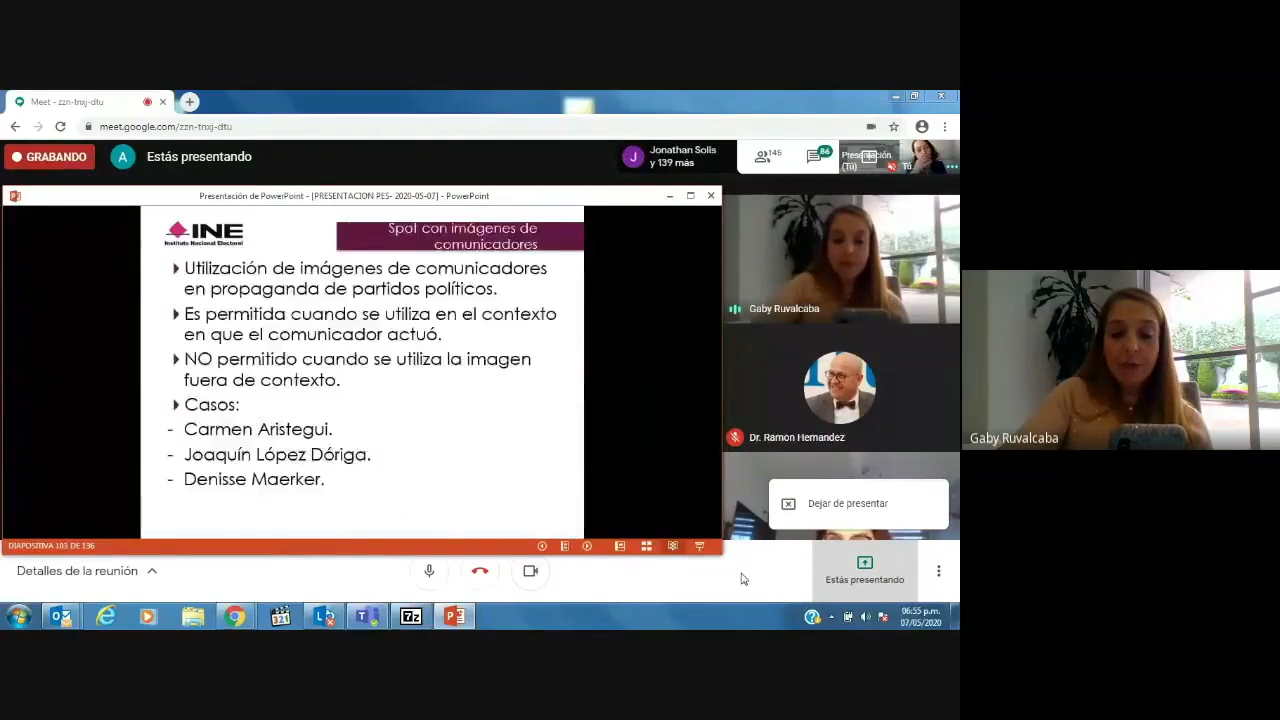 Meet - zzn-tnxj-dtu
meet.google.com/zzn-tnxj-dtu
GRABANDO
A
Estás presentando
J
Jonathan Solis
y 139 más
145
86
Presentación
(Tú)
Tú
Presentación de PowerPoint - [PRESENTACION PES- 2020-05-07] - PowerPoint
INE
Instituto Nacional Electoral
Spot con imágenes de
comunicadores
Utilización de imágenes de comunicadores
en propaganda de partidos políticos.
Es permitida cuando se utiliza en el contexto
en que el comunicador actuó.
NO permitido cuando se utiliza la imagen
fuera de contexto.
Casos:
- Carmen Aristegui.
- Joaquín López Dóriga.
- Denisse Maerker.
DIAPOSITIVA 103 DE 136
Gaby Ruvalcaba
Dr. Ramon Hernandez
Dejar de presentar
Gaby Ruvalcaba
Detalles de la reunión
Estás presentando
321
7z
06:55 p.m.
07/05/2020